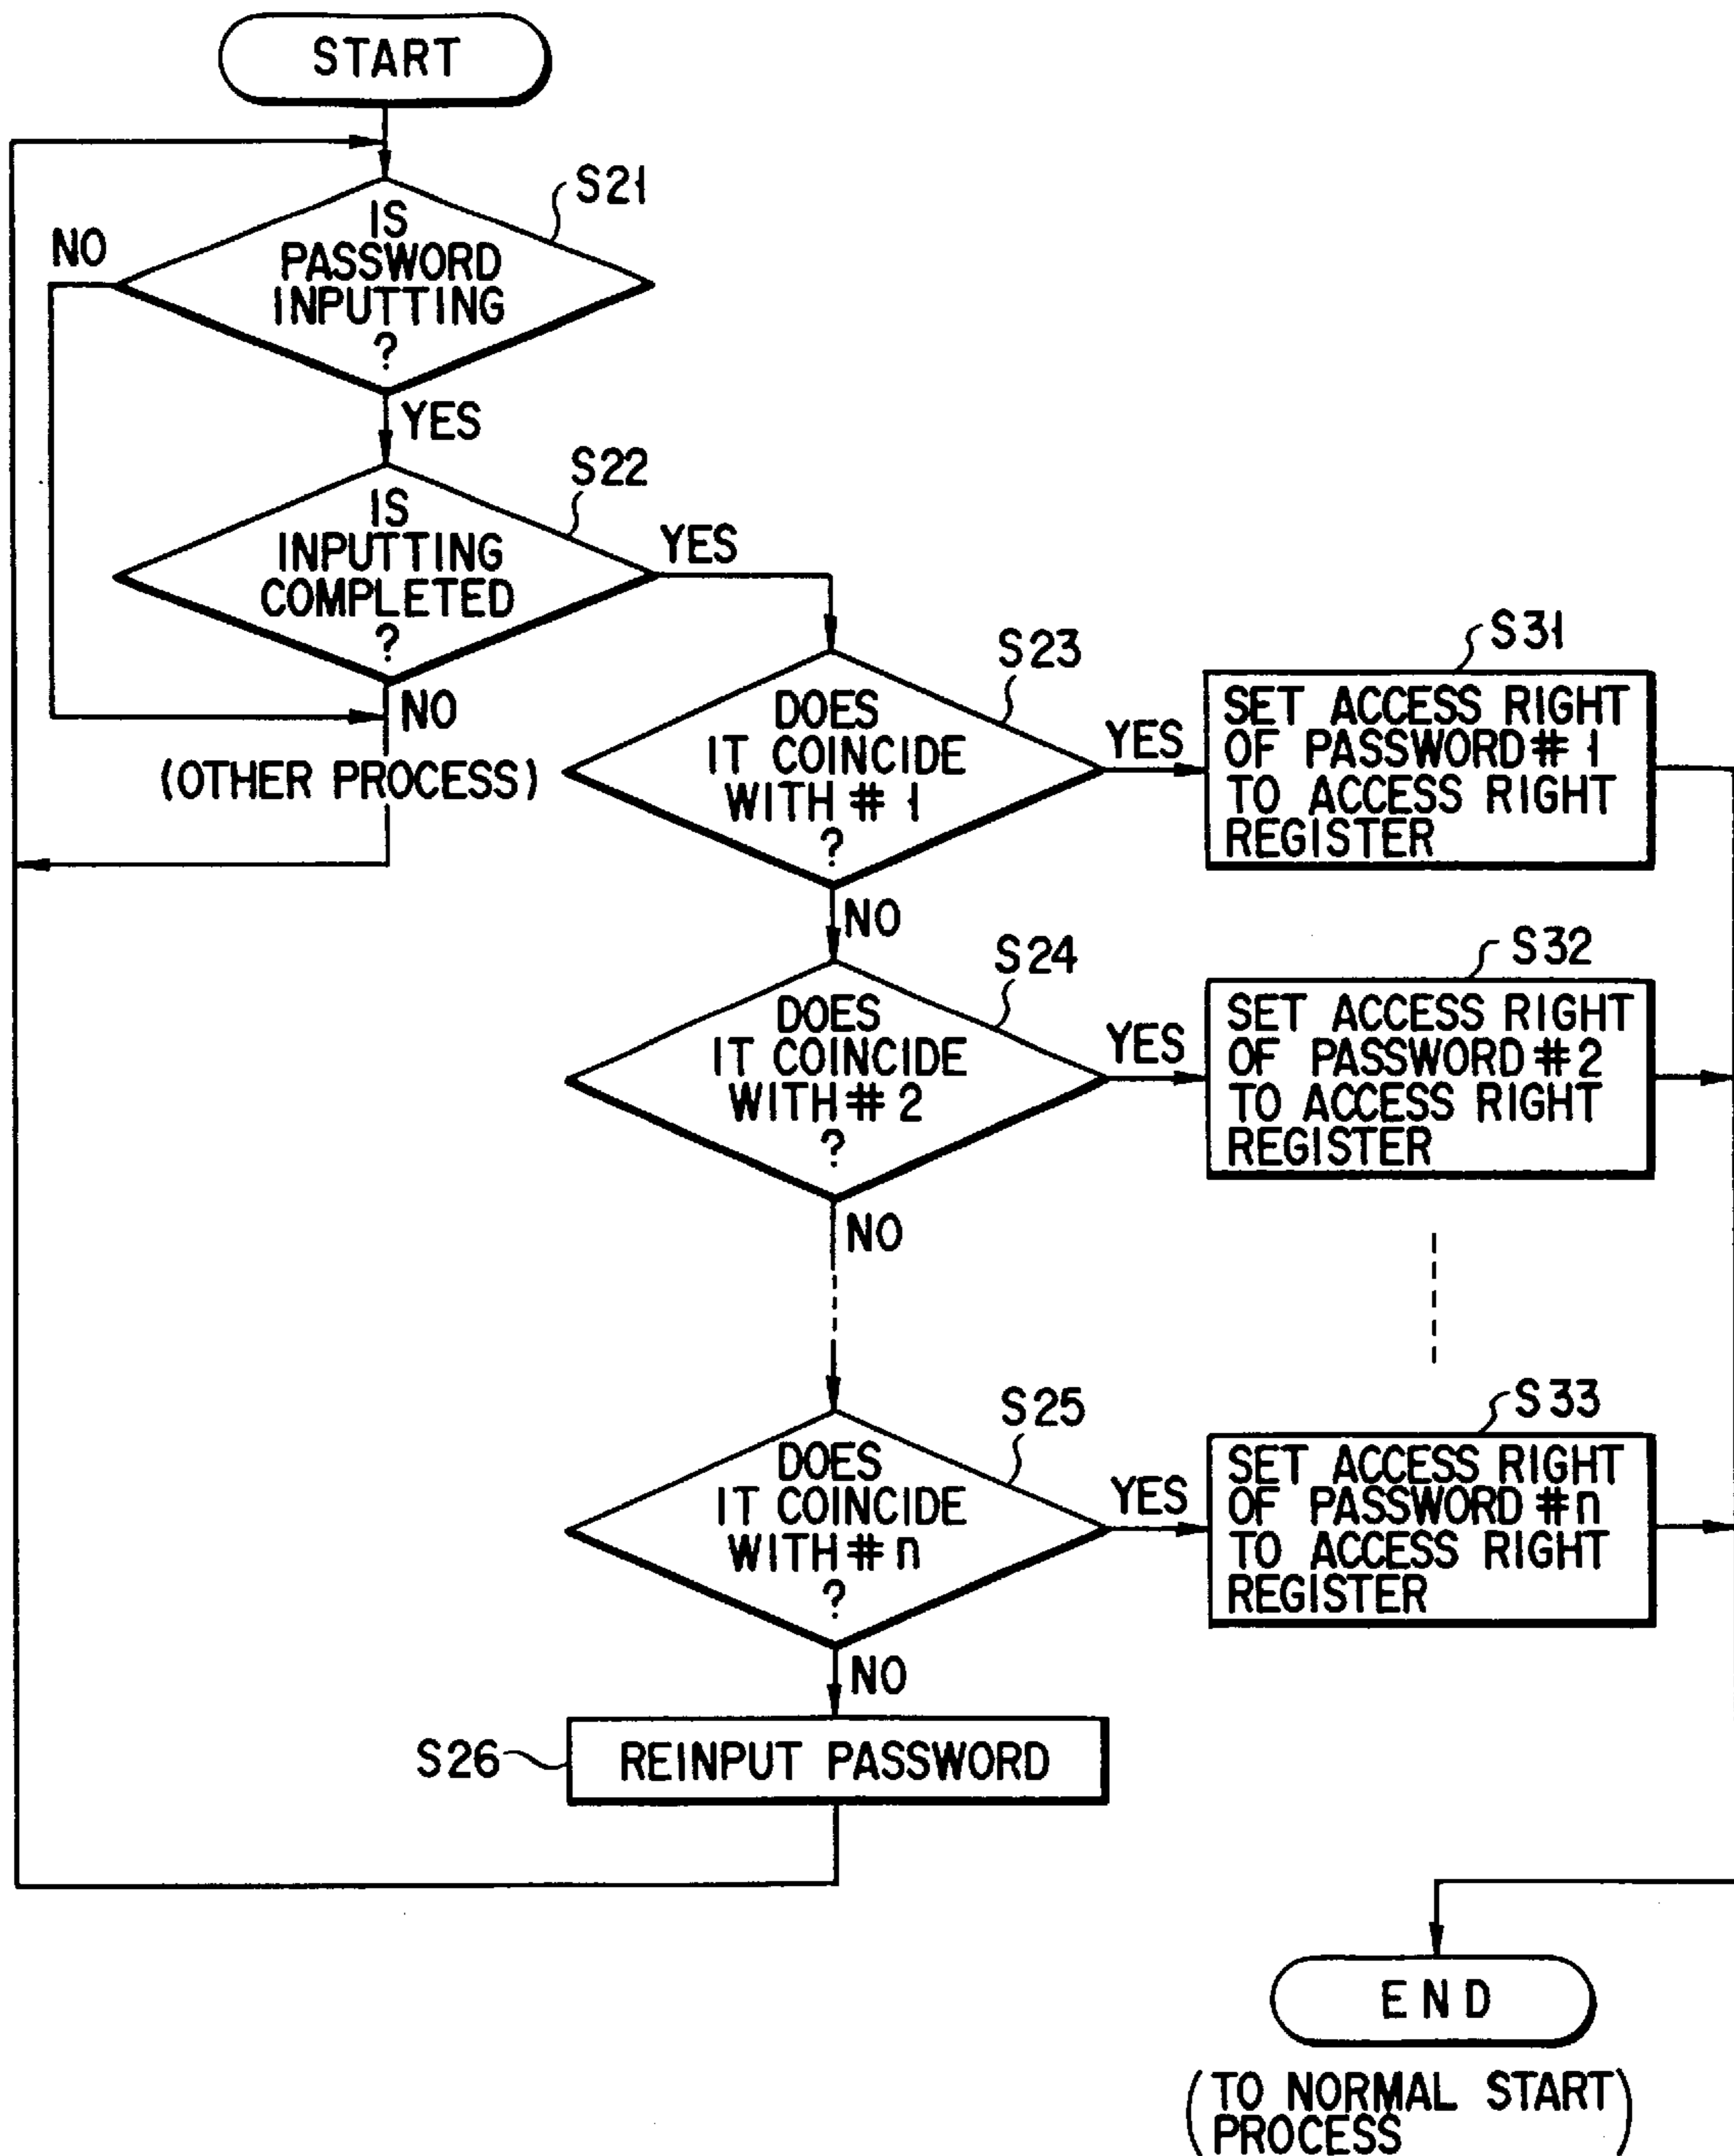 START
S21
NO
IS
PASSWORD
INPUTTING
?
YES
S22
IS
INPUTTING
COMPLETED
?
YES
NO
(OTHER PROCESS)
S23
DOES
IT COINCIDE
WITH # 1
?
YES
S31
SET ACCESS RIGHT
OF PASSWORD # 1
TO ACCESS RIGHT
REGISTER
NO
S24
DOES
IT COINCIDE
WITH # 2
?
YES
S32
SET ACCESS RIGHT
OF PASSWORD #2
TO ACCESS RIGHT
REGISTER
NO
S25
DOES
IT COINCIDE
WITH # n
?
YES
S33
SET ACCESS RIGHT
OF PASSWORD #n
TO ACCESS RIGHT
REGISTER
NO
S26
REINPUT PASSWORD
END
(TO NORMAL START
PROCESS)